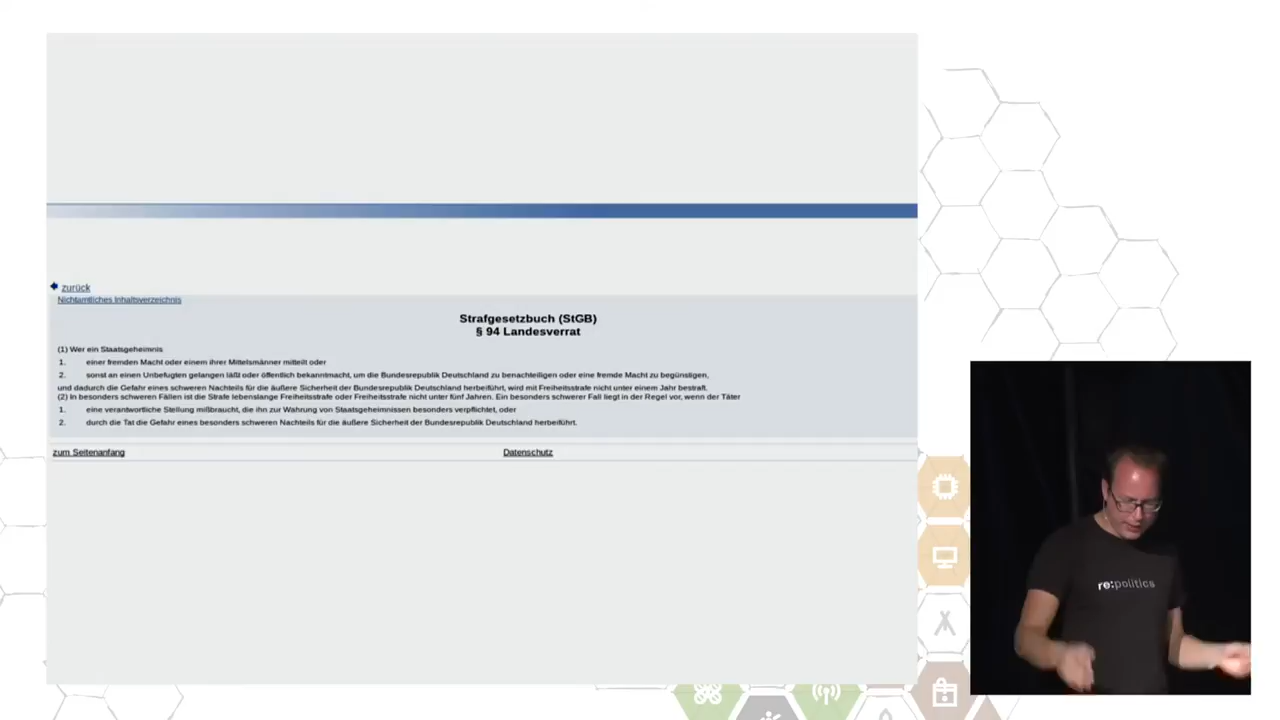 zurück
Nichtamtliches Inhaltsverzeichnis
Strafgesetzbuch (StGB)
§ 94 Landesverrat
(1) Wer ein Staatsgeheimnis
1. einer fremden Macht oder einem ihrer Mittelsmänner mitteilt oder
2. sonst an einen Unbefugten gelangen läßt oder öffentlich bekanntmacht, um die Bundesrepublik Deutschland zu benachteiligen oder eine fremde Macht zu begünstigen,
und dadurch die Gefahr eines schweren Nachteils für die äußere Sicherheit der Bundesrepublik Deutschland herbeiführt, wird mit Freiheitsstrafe nicht unter einem Jahr bestraft.
(2) In besonders schweren Fällen ist die Strafe lebenslange Freiheitsstrafe oder Freiheitsstrafe nicht unter fünf Jahren. Ein besonders schwerer Fall liegt in der Regel vor, wenn der Täter
1. eine verantwortliche Stellung mißbraucht, die ihn zur Wahrung von Staatsgeheimnissen besonders verpflichtet, oder
2. durch die Tat die Gefahr eines besonders schweren Nachteils für die äußere Sicherheit der Bundesrepublik Deutschland herbeiführt.
zum Seitenanfang Datenschutz
re:politics